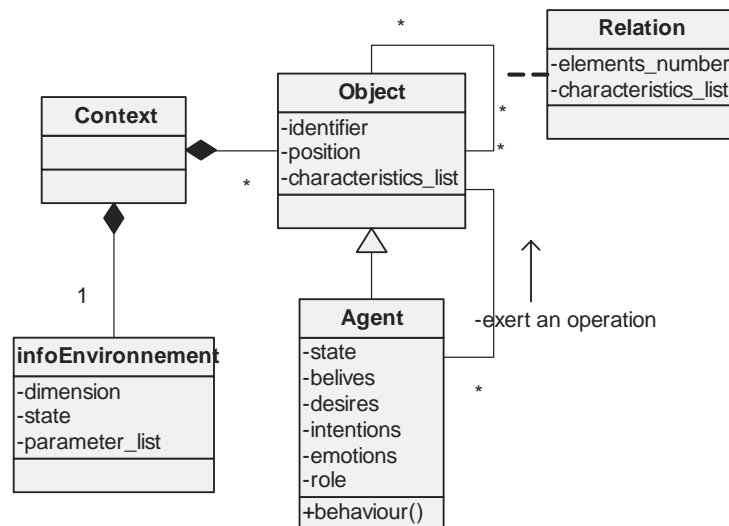 Relation
-elements_number
-characteristics_list
*
Object
-identifier
-position
-characteristics_list
*
*
Context
*
1
-exert an operation
infoEnvironnement
-dimension
-state
-parameter_list
Agent
-state
-belives
-desires
-intentions
-emotions
-role
+behaviour()
*